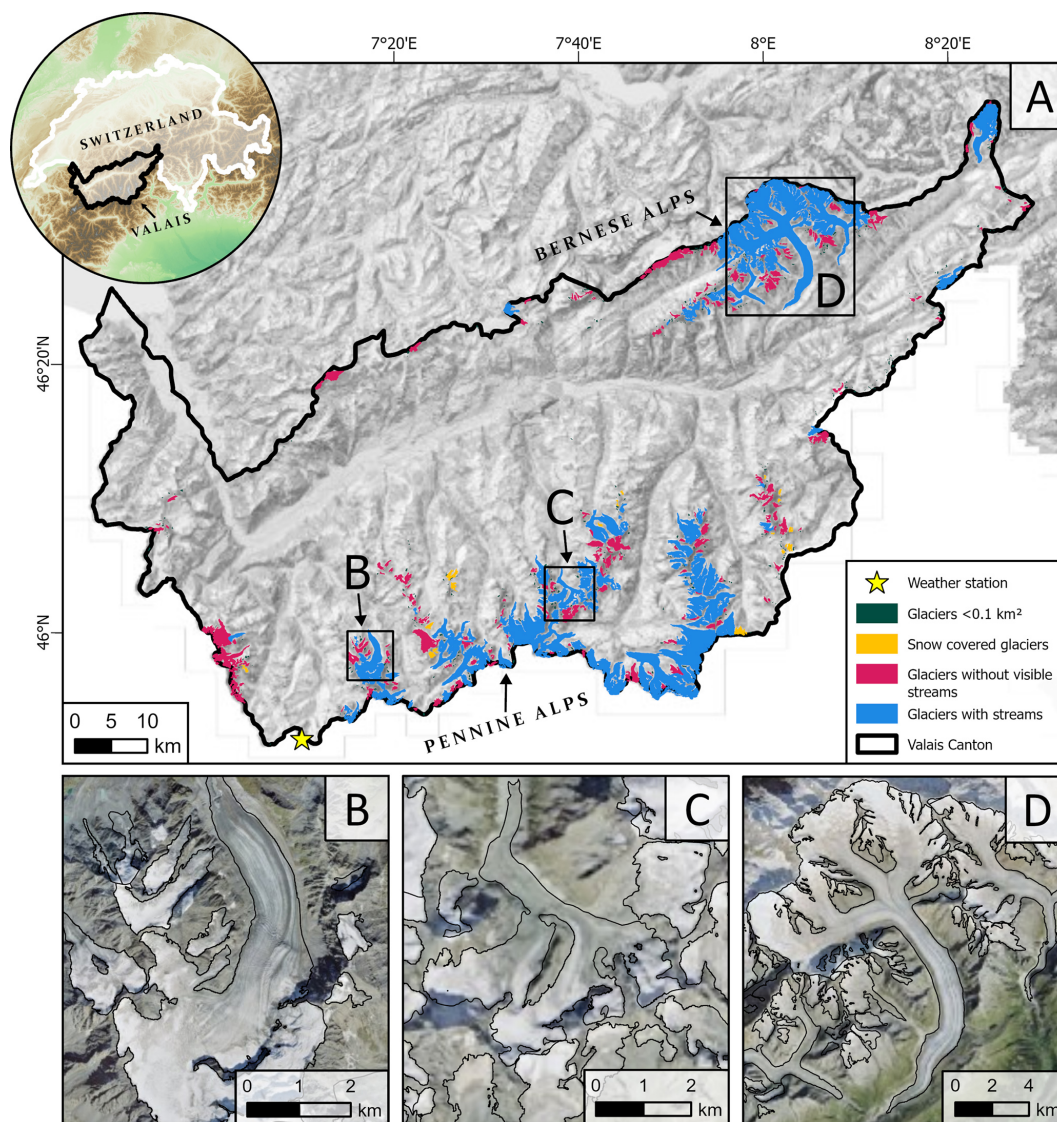 7°20'E
7°40'E
8°E
8°20'E
A
SWITZERLAND
VALAIS
BERNESE ALPS
D
46°20'N
C
B
46°N
PENNINE ALPS
0 5 10
km
Weather station
Glaciers <0.1 km²
Snow covered glaciers
Glaciers without visible
streams
Glaciers with streams
Valais Canton
B
0 1 2
km
C
0 1 2
km
D
0 2 4
km